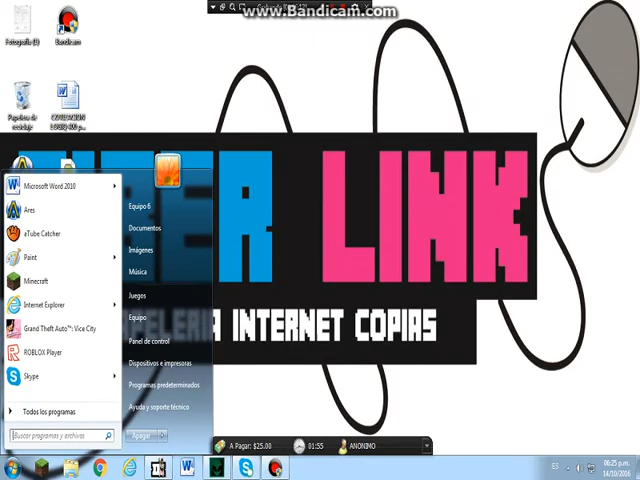 www.Bandicam.com
Fotografía (1)
Bandicam
Papelera de reciclaje
BER LINK
PELERIA INTERNET COPIAS
Microsoft Word 2010
Ares
aTube Catcher
Paint
Minecraft
Internet Explorer
Grand Theft Auto™: Vice City
ROBLOX Player
Skype
Todos los programas
Buscar programas y archivos
Equipo 6
Documentos
Imágenes
Música
Juegos
Equipo
Panel de control
Dispositivos e impresoras
Programas predeterminados
Ayuda y soporte técnico
Apagar
A Pagar: $25.00
01:55
ANONIMO
ES
06:25 p.m.
14/10/2016